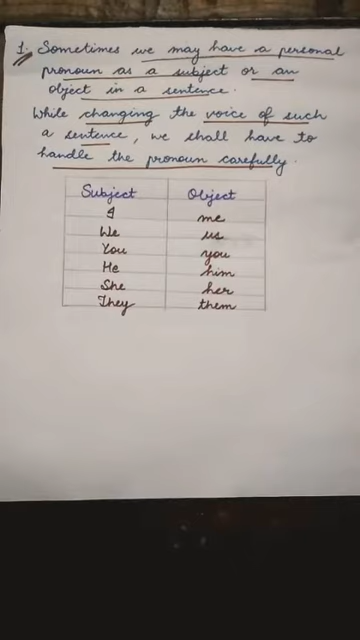 1. Sometimes we may have a personal
pronoun as a subject or an
object in a sentence.
While changing the voice of such
a sentence, we shall have to
handle the pronoun carefully.
Subject Object
I me
We us
You you
He him
She her
They them